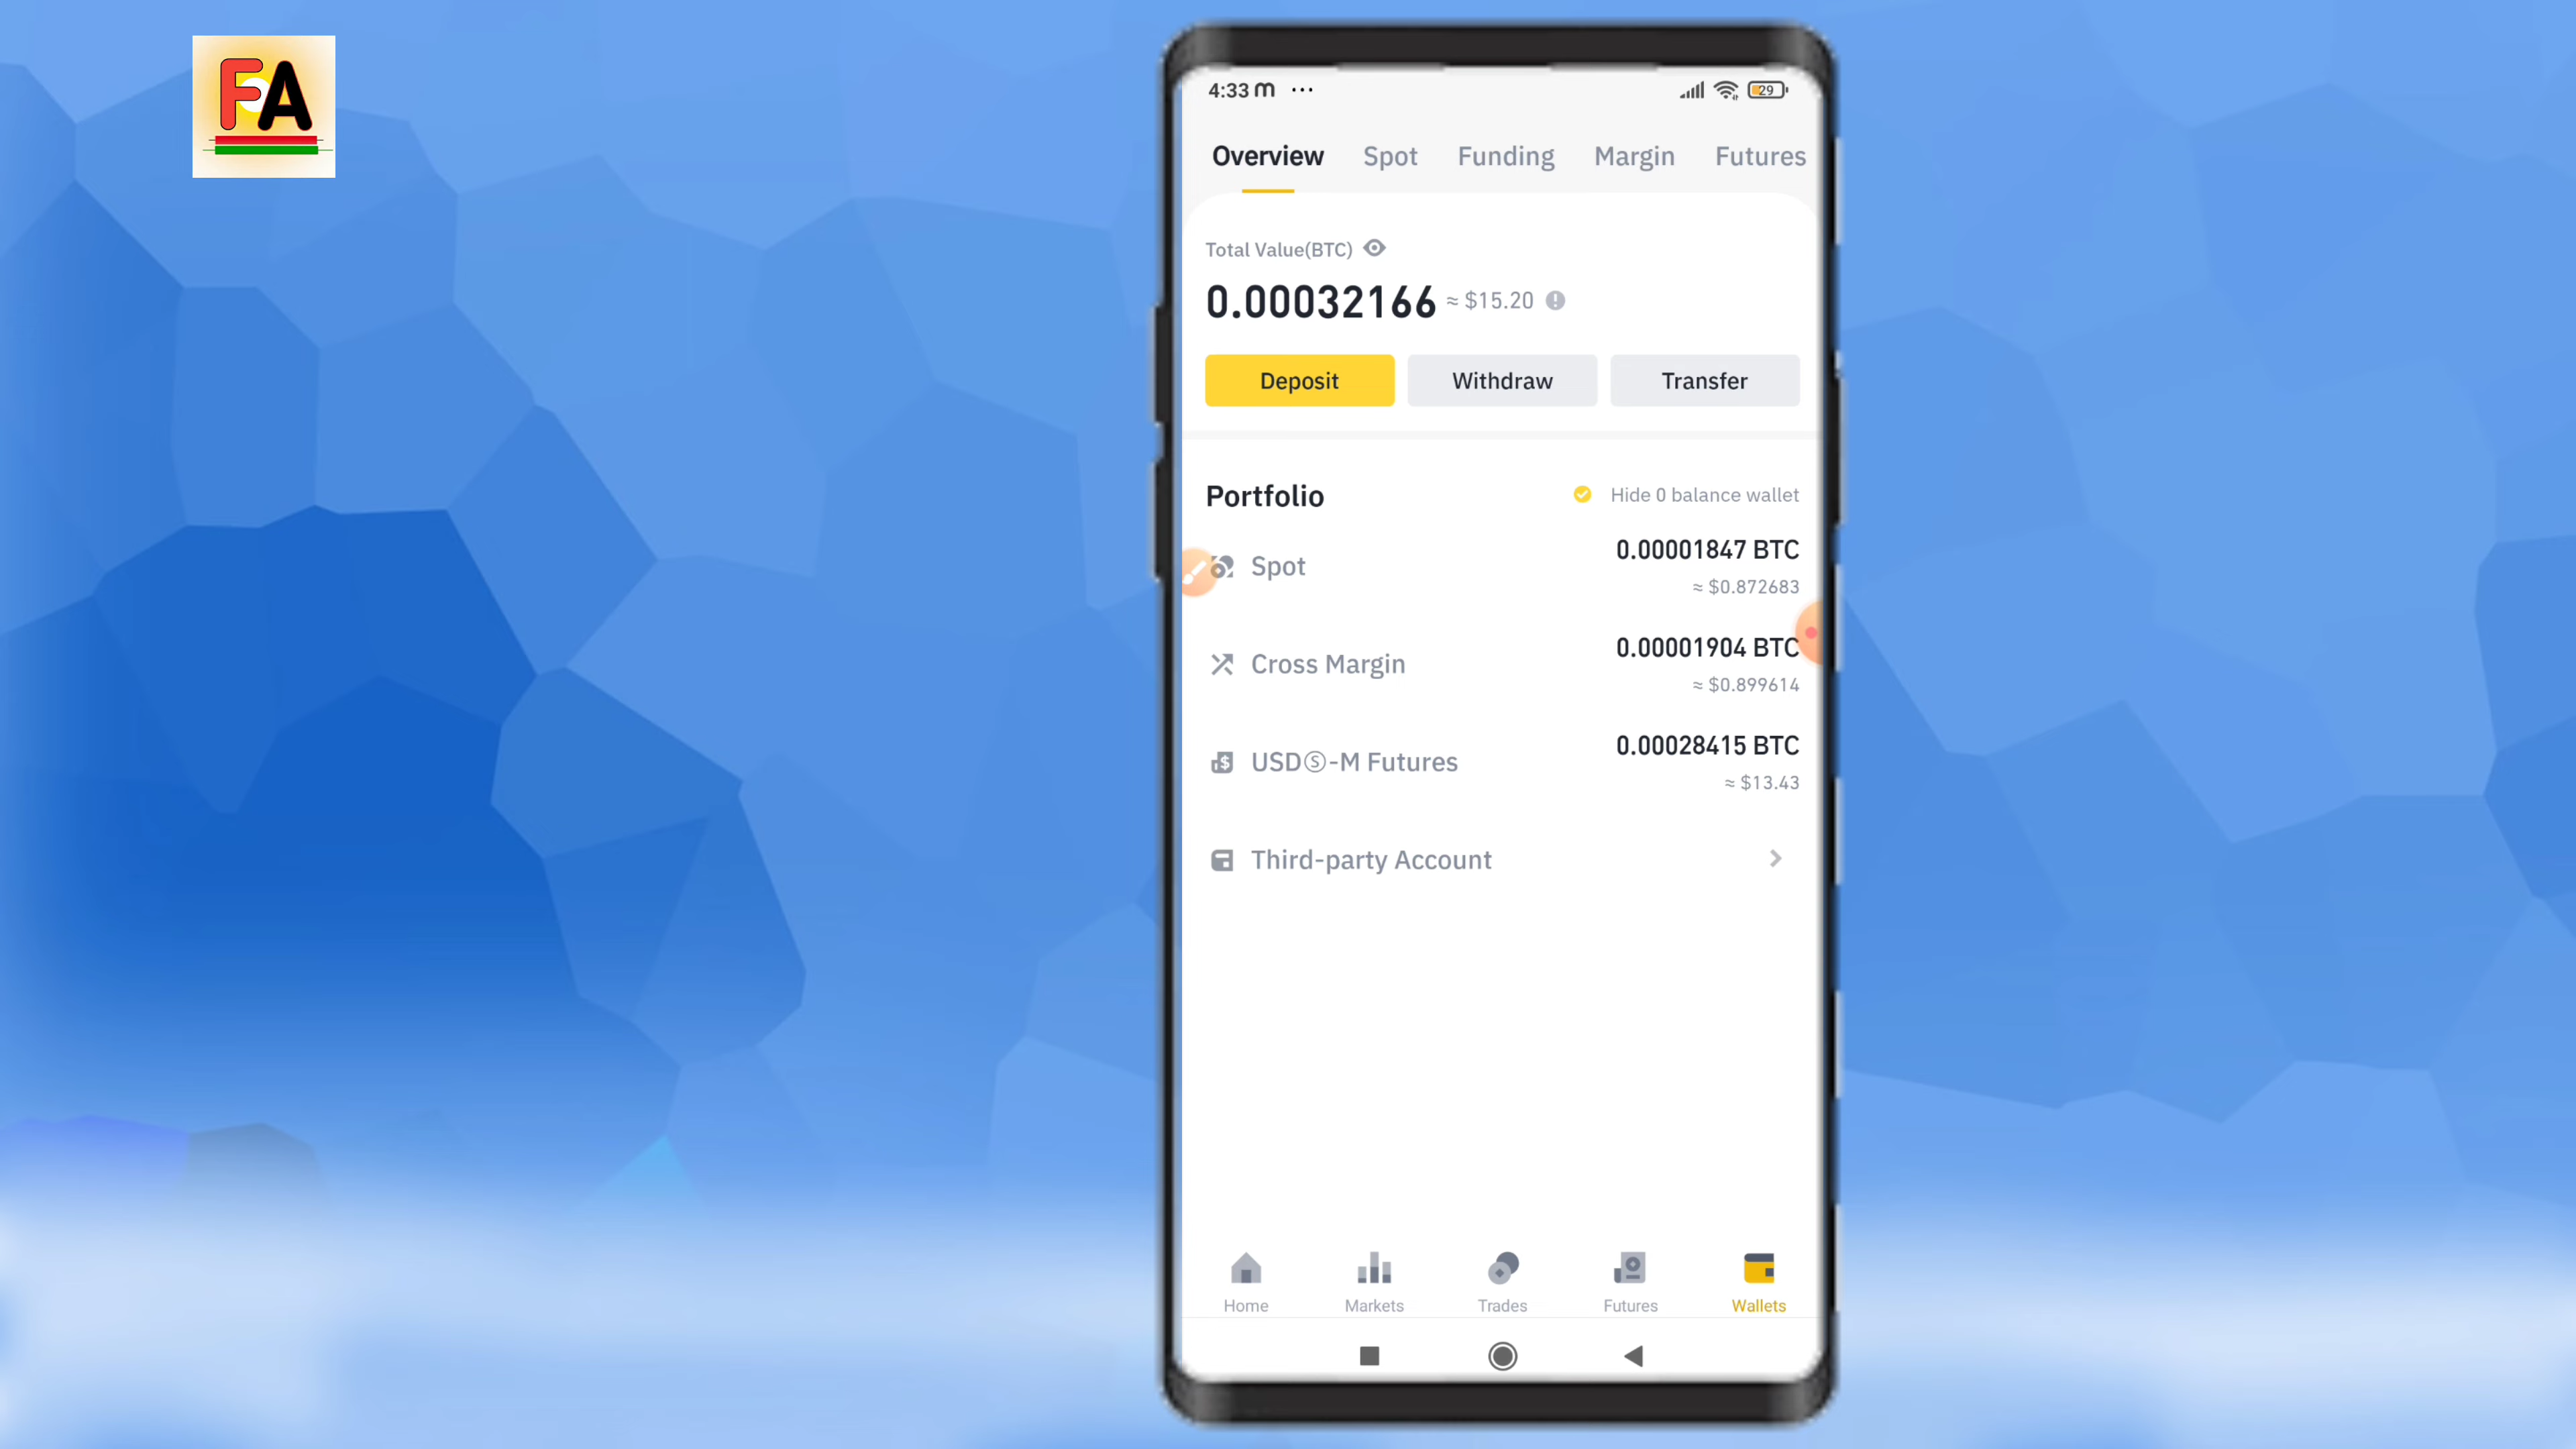 FA
4:33 m ...
29
Overview Spot Funding Margin Futures
Total Value(BTC)
0.00032166 ≈ $15.20
Deposit Withdraw Transfer
Portfolio Hide 0 balance wallet
Spot 0.00001847 BTC
≈ $0.872683
Cross Margin 0.00001904 BTC
≈ $0.899614
USDⓈ-M Futures 0.00028415 BTC
≈ $13.43
Third-party Account
Home Markets Trades Futures Wallets